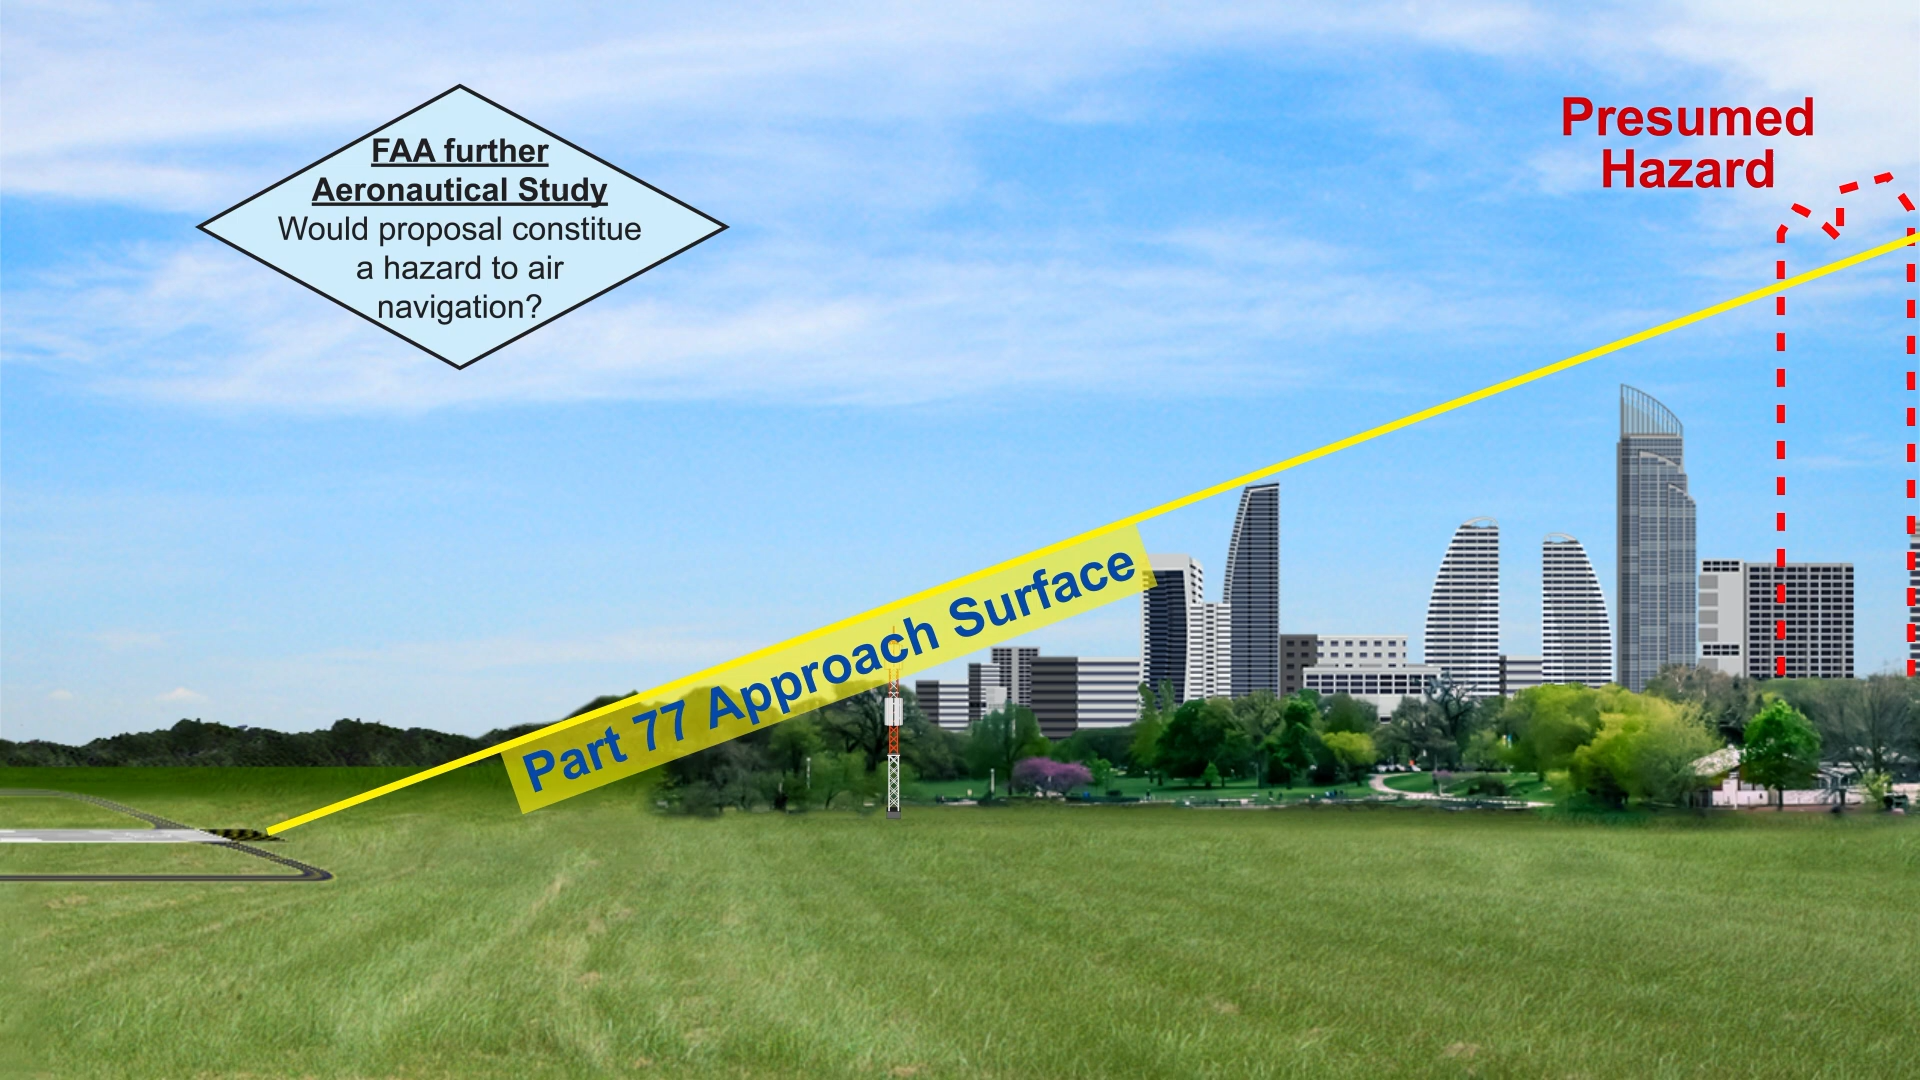 FAA further
Aeronautical Study
Would proposal constitue
a hazard to air
navigation?
Presumed
Hazard
Part 77 Approach Surface